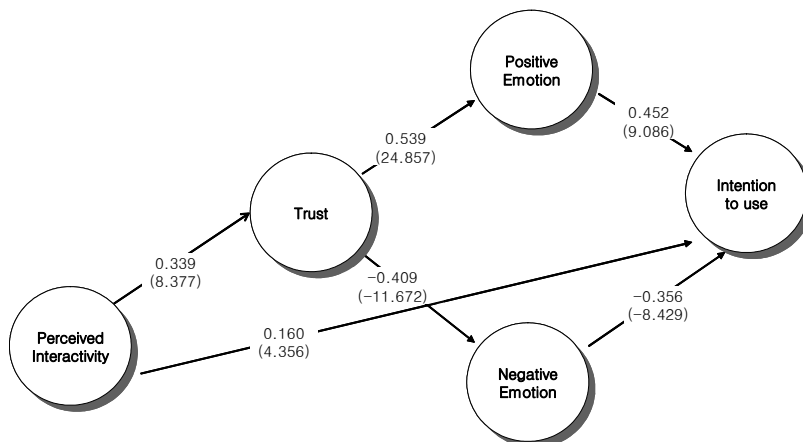 Positive
Emotion
0.452
(9.086)
0.539
(24.857)
Intention
to use
Trust
0.339
(8.377)
−0.409
(−11.672)
−0.356
(−8.429)
0.160
(4.356)
Perceived
Interactivity
Negative
Emotion